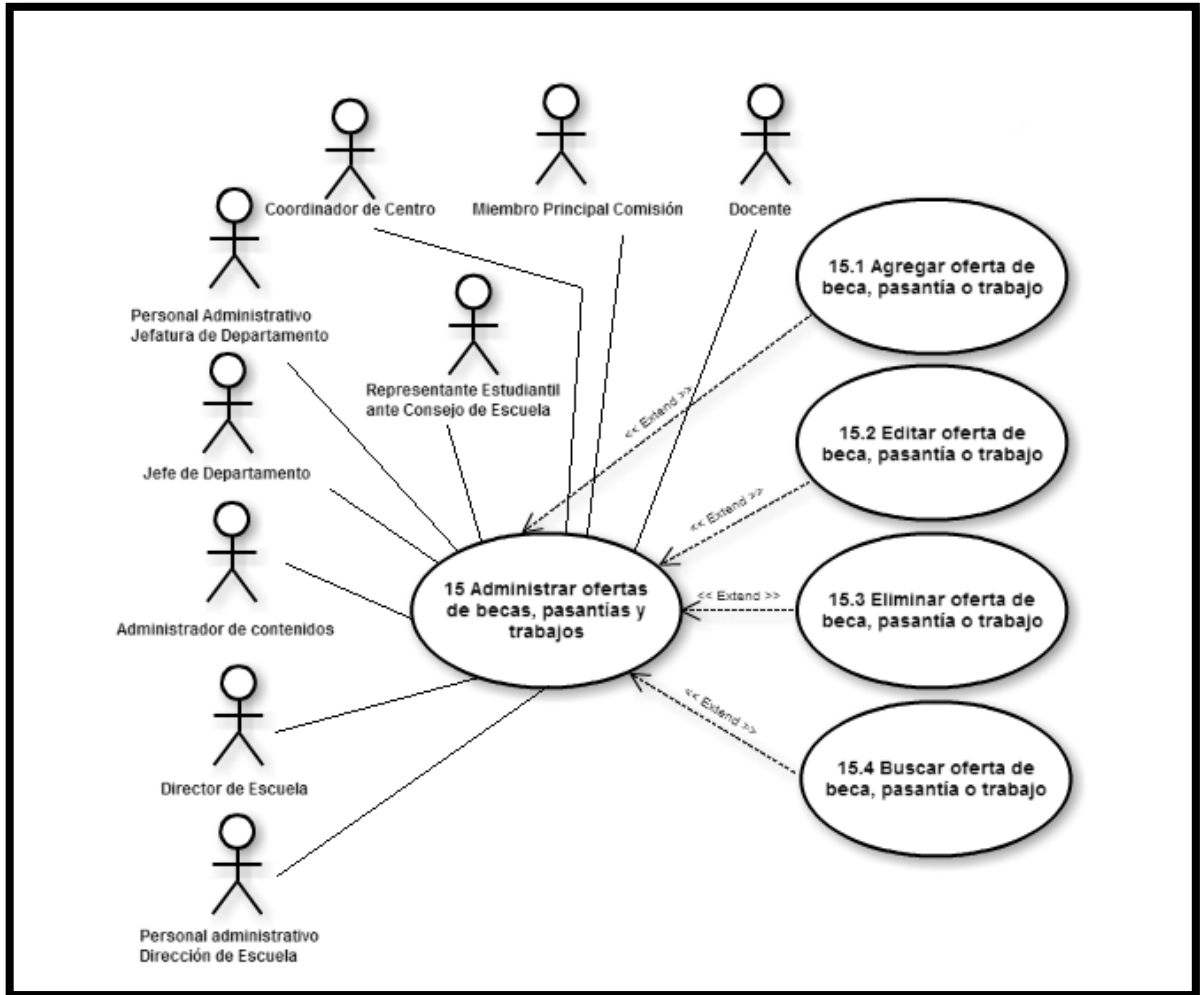 Coordinador de Centro
Miembro Principal Comisión
Docente
Personal Administrativo
Jefatura de Departamento
Representante Estudiantil
ante Consejo de Escuela
Jefe de Departamento
Administrador de contenidos
Director de Escuela
Personal administrativo
Dirección de Escuela
15 Administrar ofertas
de becas, pasantías y
trabajos
<< Extend >>
<< Extend >>
<< Extend >>
<< Extend >>
15.1 Agregar oferta de
beca, pasantía o trabajo
15.2 Editar oferta de
beca, pasantía o trabajo
15.3 Eliminar oferta de
beca, pasantía o trabajo
15.4 Buscar oferta de
beca, pasantía o trabajo